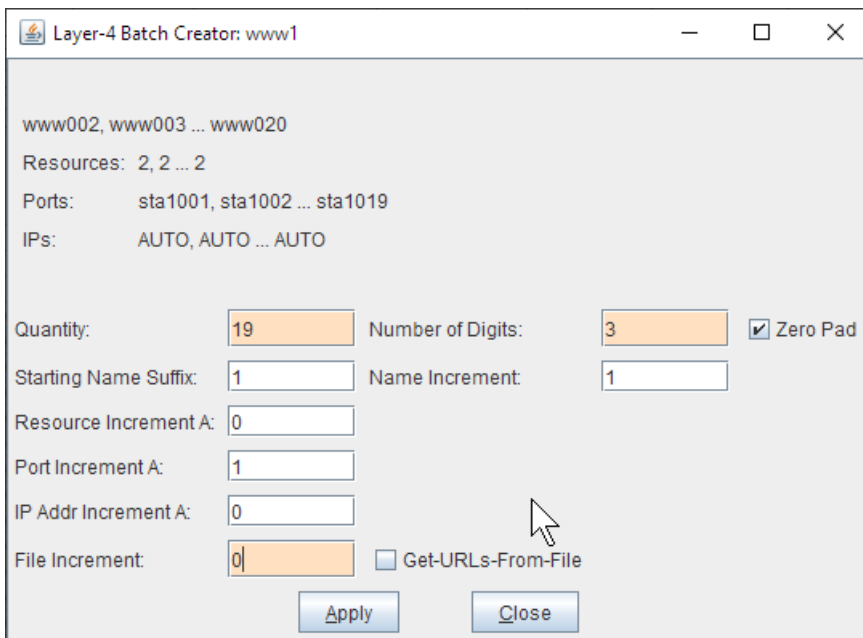 Layer-4 Batch Creator: www1
www002, www003 ... www020
Resources: 2, 2 ... 2
Ports: sta1001, sta1002 ... sta1019
IPs: AUTO, AUTO ... AUTO
Quantity: 19 Number of Digits: 3 Zero Pad
Starting Name Suffix: 1 Name Increment: 1
Resource Increment A: 0
Port Increment A: 1
IP Addr Increment A: 0
File Increment: 0 Get-URLs-From-File
Apply Close